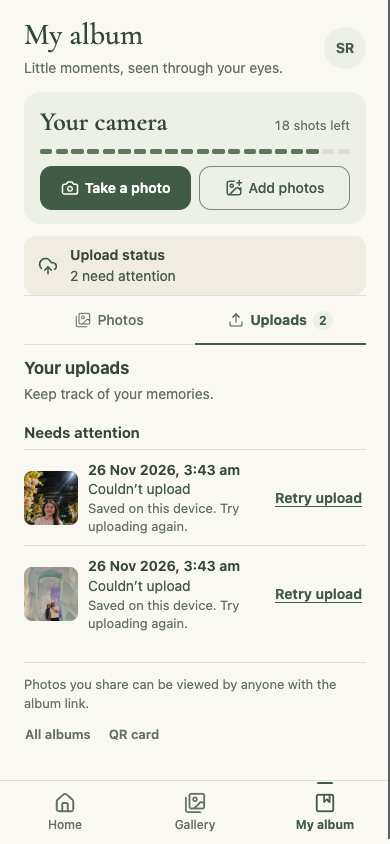 My album
SR
Little moments, seen through your eyes.
Your camera
18 shots left
Take a photo
Add photos
Upload status
2 need attention
Photos
Uploads 2
Your uploads
Keep track of your memories.
Needs attention
26 Nov 2026, 3:43 am
Couldn’t upload
Saved on this device. Try
uploading again.
Retry upload
26 Nov 2026, 3:43 am
Couldn’t upload
Saved on this device. Try
uploading again.
Retry upload
Photos you share can be viewed by anyone with the
album link.
All albums
QR card
Home
Gallery
My album